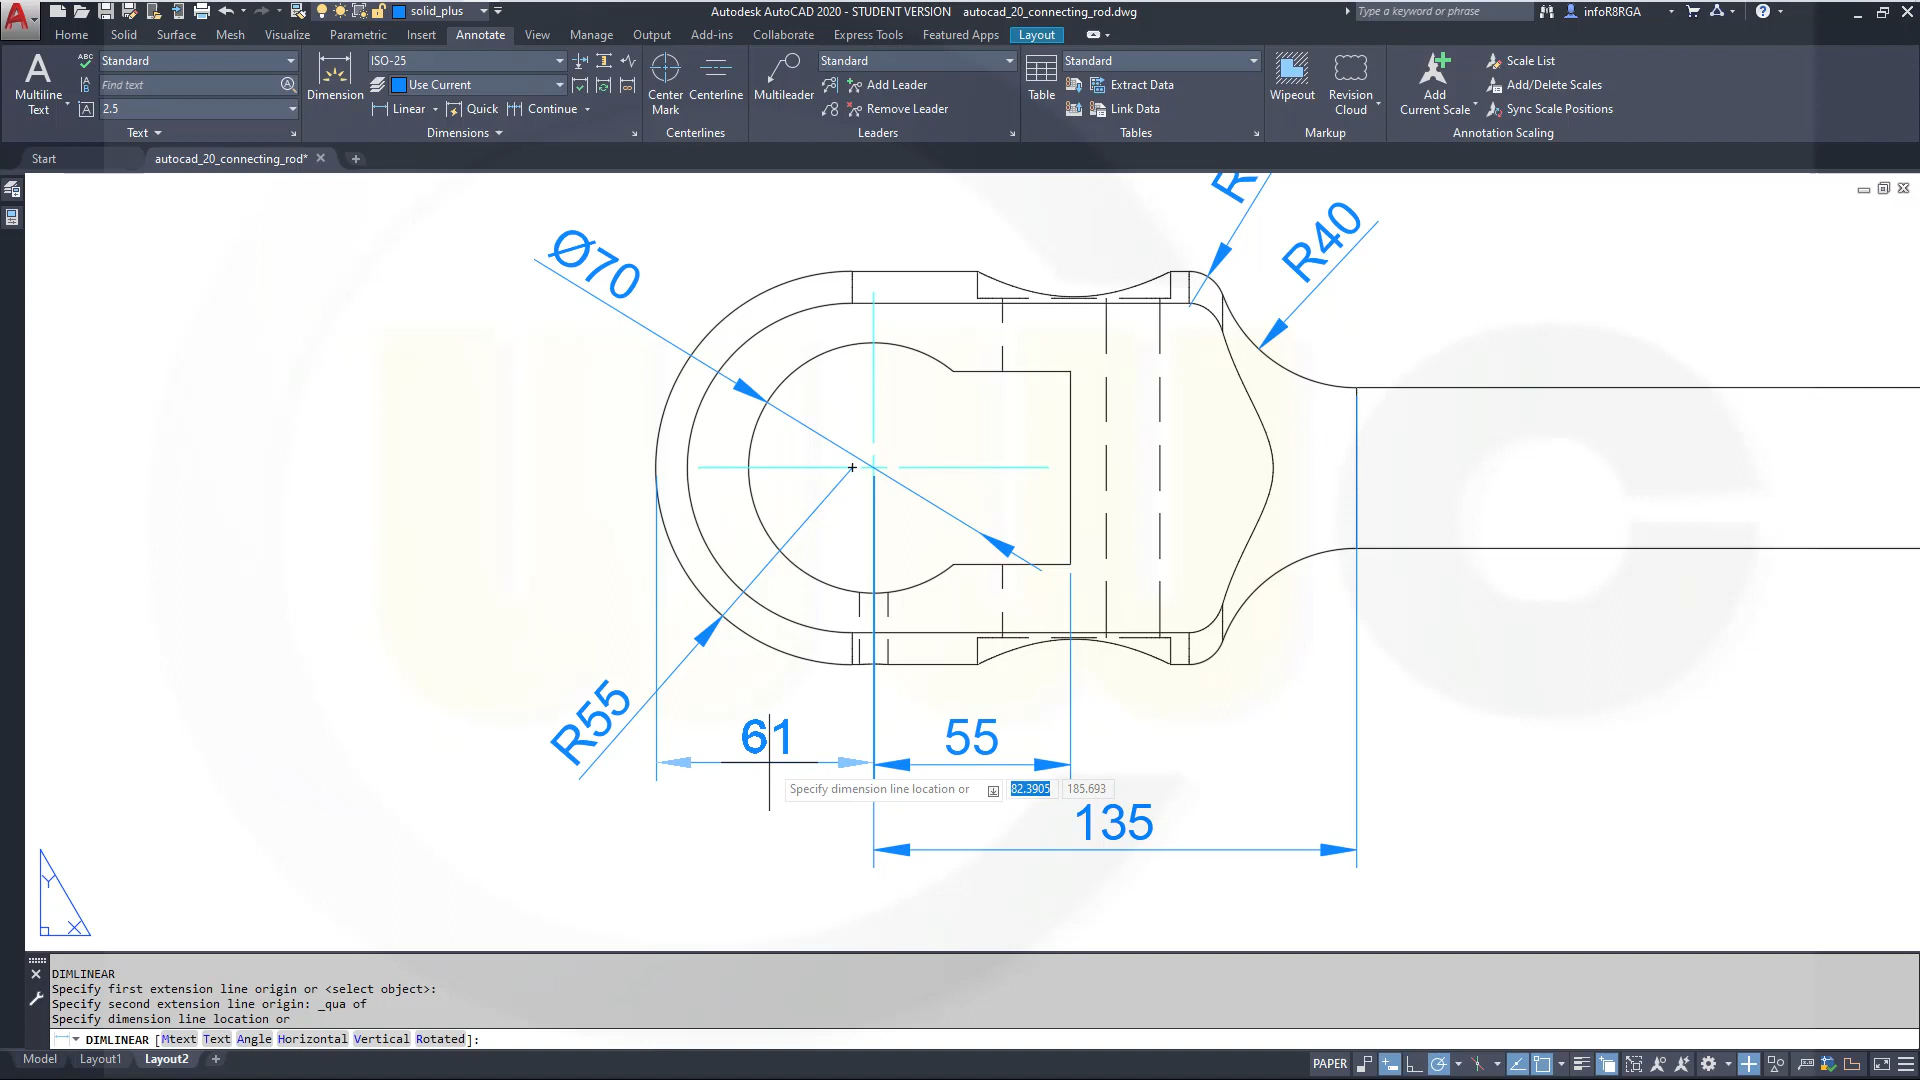 solid_plus
Autodesk AutoCAD 2020 - STUDENT VERSION autocad_20_connecting_rod.dwg
Type a keyword or phrase
infoR8RGA
Home Solid Surface Mesh Visualize Parametric Insert Annotate View Manage Output Add-ins Collaborate Express Tools Featured Apps Layout
Multiline Text
ABC
Standard
Find text
2.5
Text
Dimension
ISO-25
Use Current
Linear Quick Continue
Dimensions
Center Mark
Centerline
Centerlines
Multileader
Standard
Add Leader
Remove Leader
Leaders
Table
Standard
Extract Data
Link Data
Tables
Wipeout
Revision Cloud
Markup
Add Current Scale
Scale List
Add/Delete Scales
Sync Scale Positions
Annotation Scaling
Start
autocad_20_connecting_rod*
R
R40
Ø70
R55
61
55
Specify dimension line location or
82.3905
185.693
135
Y
X
DIMLINEAR
Specify first extension line origin or <select object>:
Specify second extension line origin: _qua of
Specify dimension line location or
DIMLINEAR [Mtext Text Angle Horizontal Vertical Rotated]:
Model Layout1 Layout2
PAPER